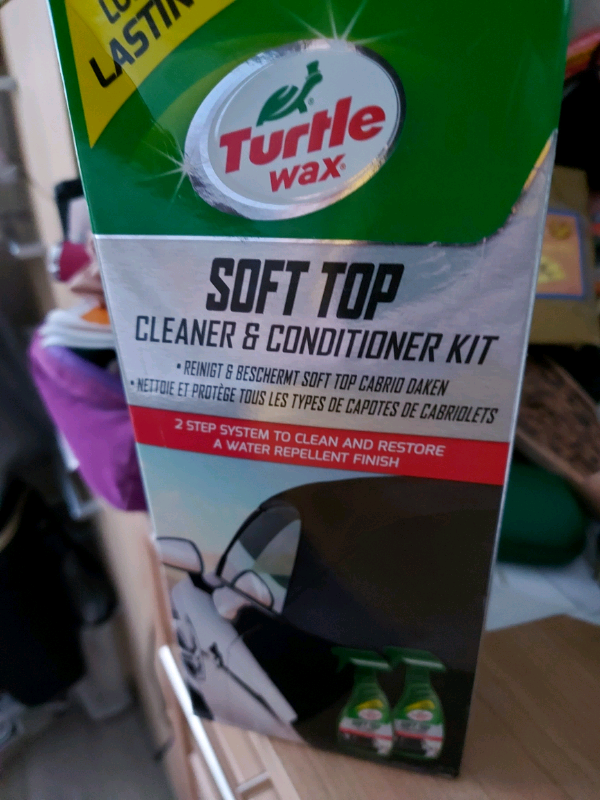 LASTIN
Turtle
wax
SOFT TOP
CLEANER & CONDITIONER KIT
• REINIGT & BESCHERMT SOFT TOP CABRIO DAKEN
• NETTOIE ET PROTÈGE TOUS LES TYPES DE CAPOTES DE CABRIOLETS
2 STEP SYSTEM TO CLEAN AND RESTORE
A WATER REPELLENT FINISH